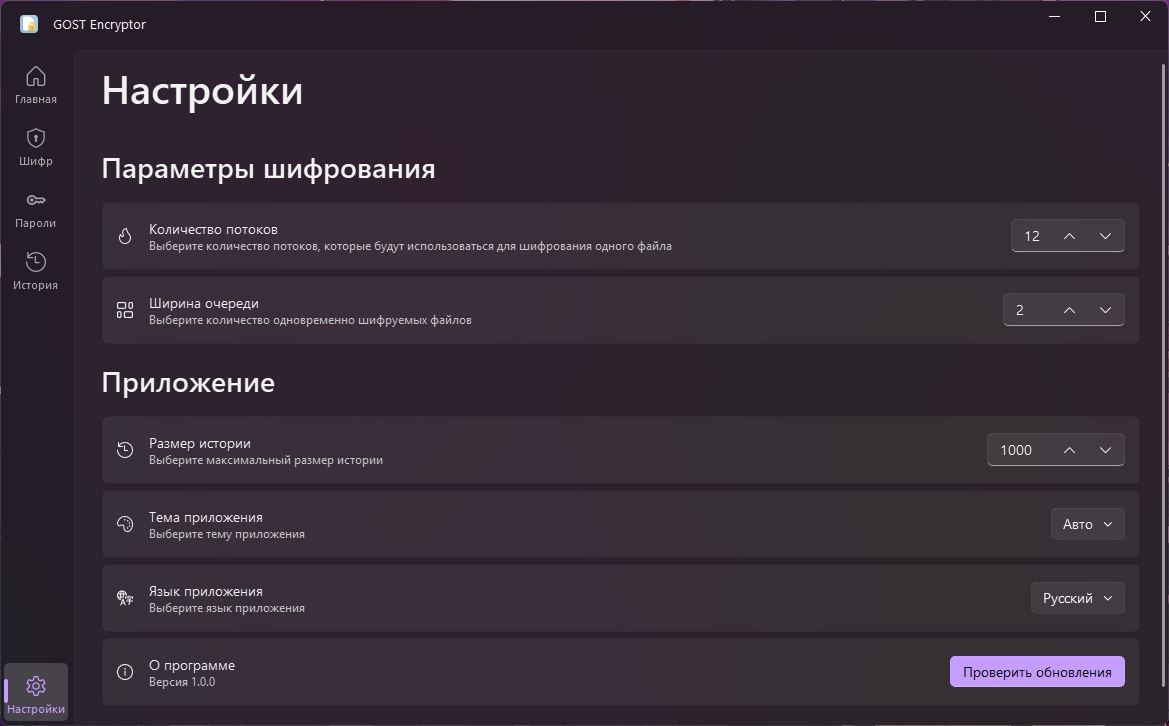 GOST Encryptor
Главная
Шифр
Пароли
История
Настройки
Настройки
Параметры шифрования
Количество потоков
Выберите количество потоков, которые будут использоваться для шифрования одного файла
12
Ширина очереди
Выберите количество одновременно шифруемых файлов
2
Приложение
Размер истории
Выберите максимальный размер истории
1000
Тема приложения
Выберите тему приложения
Авто
Язык приложения
Выберите язык приложения
Русский
О программе
Версия 1.0.0
Проверить обновления